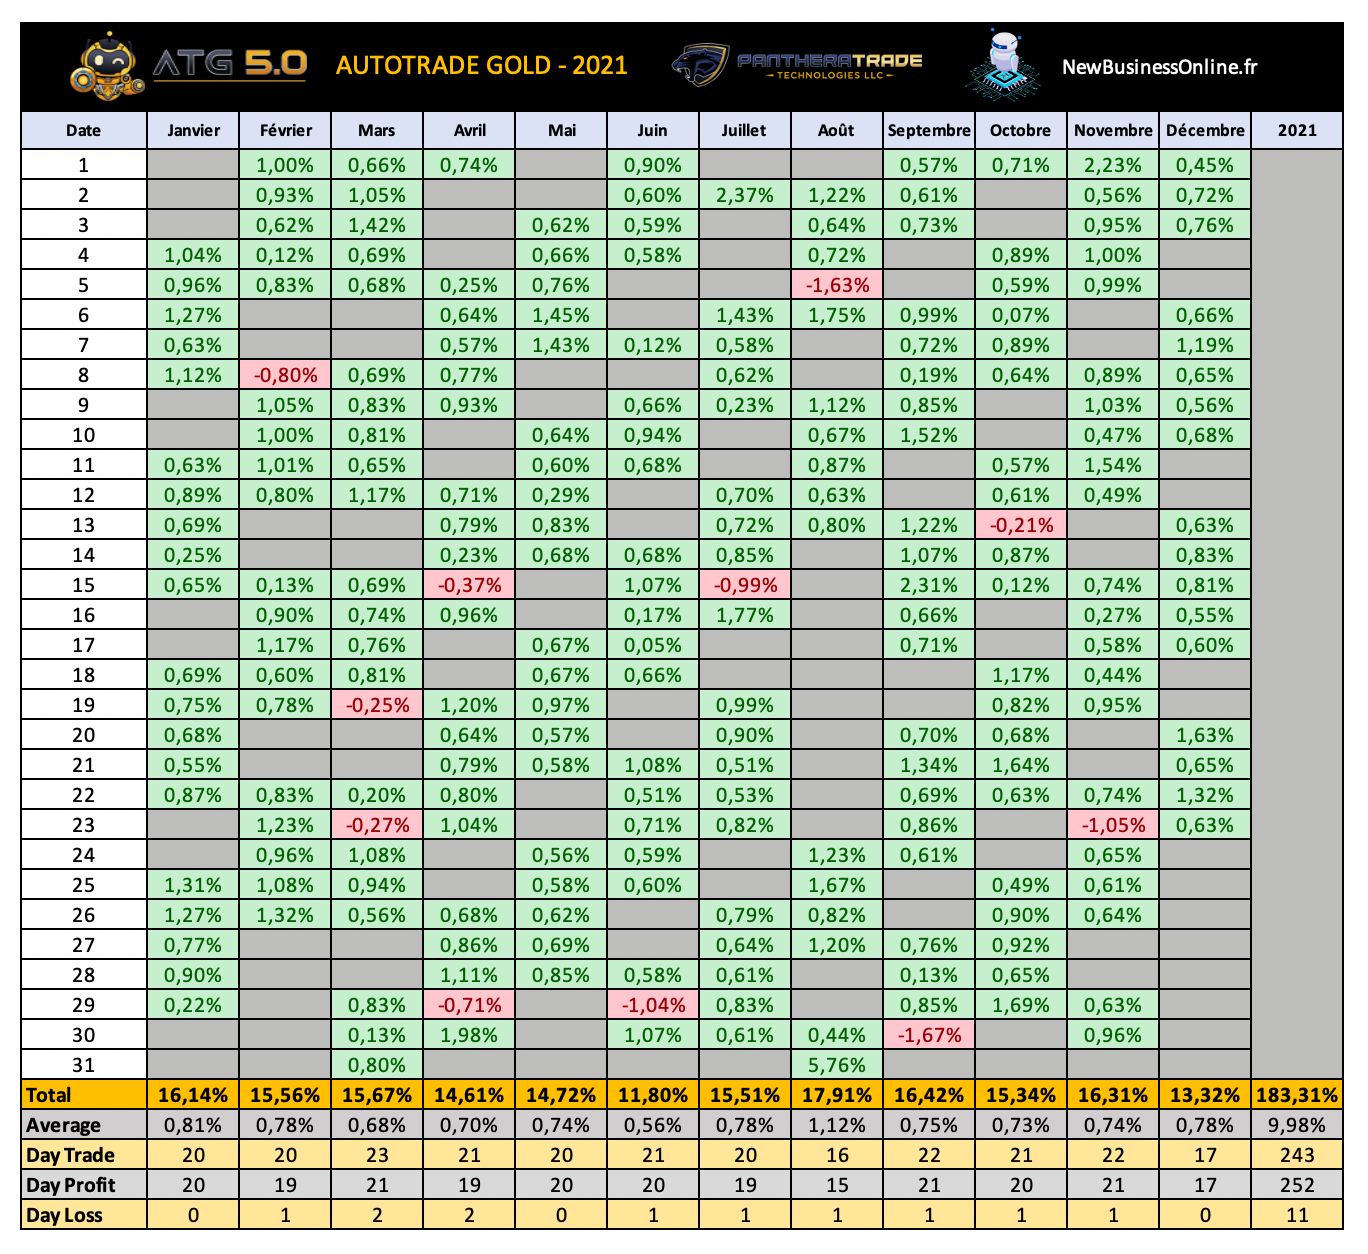 ATG 5.0 AUTOTRADE GOLD - 2021 PANTHERATRADE NewBusinessOnline.fr
TECHNOLOGIES LLC
Date Janvier Février Mars Avril Mai Juin Juillet Août Septembre Octobre Novembre Décembre 2021
1 1,00% 0,66% 0,74% 0,90% 0,57% 0,71% 2,23% 0,45%
2 0,93% 1,05% 0,60% 2,37% 1,22% 0,61% 0,56% 0,72%
3 0,62% 1,42% 0,62% 0,59% 0,64% 0,73% 0,95% 0,76%
4 1,04% 0,12% 0,69% 0,66% 0,58% 0,72% 0,89% 1,00%
5 0,96% 0,83% 0,68% 0,25% 0,76% -1,63% 0,59% 0,99%
6 1,27% 0,64% 1,45% 1,43% 1,75% 0,99% 0,07% 0,66%
7 0,63% 0,57% 1,43% 0,12% 0,58% 0,72% 0,89% 1,19%
8 1,12% -0,80% 0,69% 0,77% 0,62% 0,19% 0,64% 0,89% 0,65%
9 1,05% 0,83% 0,93% 0,66% 0,23% 1,12% 0,85% 1,03% 0,56%
10 1,00% 0,81% 0,64% 0,94% 0,67% 1,52% 0,47% 0,68%
11 0,63% 1,01% 0,65% 0,60% 0,68% 0,87% 0,57% 1,54%
12 0,89% 0,80% 1,17% 0,71% 0,29% 0,70% 0,63% 0,61% 0,49%
13 0,69% 0,79% 0,83% 0,72% 0,80% 1,22% -0,21% 0,63%
14 0,25% 0,23% 0,68% 0,68% 0,85% 1,07% 0,87% 0,83%
15 0,65% 0,13% 0,69% -0,37% 1,07% -0,99% 2,31% 0,12% 0,74% 0,81%
16 0,90% 0,74% 0,96% 0,17% 1,77% 0,66% 0,27% 0,55%
17 1,17% 0,76% 0,67% 0,05% 0,71% 0,58% 0,60%
18 0,69% 0,60% 0,81% 0,67% 0,66% 1,17% 0,44%
19 0,75% 0,78% -0,25% 1,20% 0,97% 0,99% 0,82% 0,95%
20 0,68% 0,64% 0,57% 0,90% 0,70% 0,68% 1,63%
21 0,55% 0,79% 0,58% 1,08% 0,51% 1,34% 1,64% 0,65%
22 0,87% 0,83% 0,20% 0,80% 0,51% 0,53% 0,69% 0,63% 0,74% 1,32%
23 1,23% -0,27% 1,04% 0,71% 0,82% 0,86% -1,05% 0,63%
24 0,96% 1,08% 0,56% 0,59% 1,23% 0,61% 0,65%
25 1,31% 1,08% 0,94% 0,58% 0,60% 1,67% 0,49% 0,61%
26 1,27% 1,32% 0,56% 0,68% 0,62% 0,79% 0,82% 0,90% 0,64%
27 0,77% 0,86% 0,69% 0,64% 1,20% 0,76% 0,92%
28 0,90% 1,11% 0,85% 0,58% 0,61% 0,13% 0,65%
29 0,22% 0,83% -0,71% -1,04% 0,83% 0,85% 1,69% 0,63%
30 0,13% 1,98% 1,07% 0,61% 0,44% -1,67% 0,96%
31 0,80% 5,76%
Total 16,14% 15,56% 15,67% 14,61% 14,72% 11,80% 15,51% 17,91% 16,42% 15,34% 16,31% 13,32% 183,31%
Average 0,81% 0,78% 0,68% 0,70% 0,74% 0,56% 0,78% 1,12% 0,75% 0,73% 0,74% 0,78% 9,98%
Day Trade 20 20 23 21 20 21 20 16 22 21 22 17 243
Day Profit 20 19 21 19 20 20 19 15 21 20 21 17 252
Day Loss 0 1 2 2 0 1 1 1 1 1 1 0 11